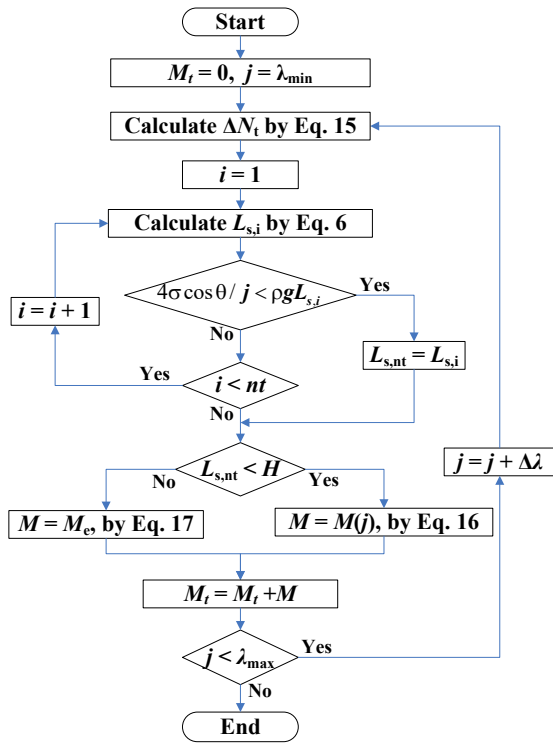 Start
Mt = 0, j = λmin
Calculate ΔNt by Eq. 15
i = 1
Calculate Ls,i by Eq. 6
4σ cos θ / j < ρgLs,i
Yes
i = i + 1
No
Ls,nt = Ls,i
Yes
i < nt
No
Ls,nt < H
No
Yes
j = j + Δλ
M = Me, by Eq. 17
M = M(j), by Eq. 16
Mt = Mt +M
j < λmax
Yes
No
End